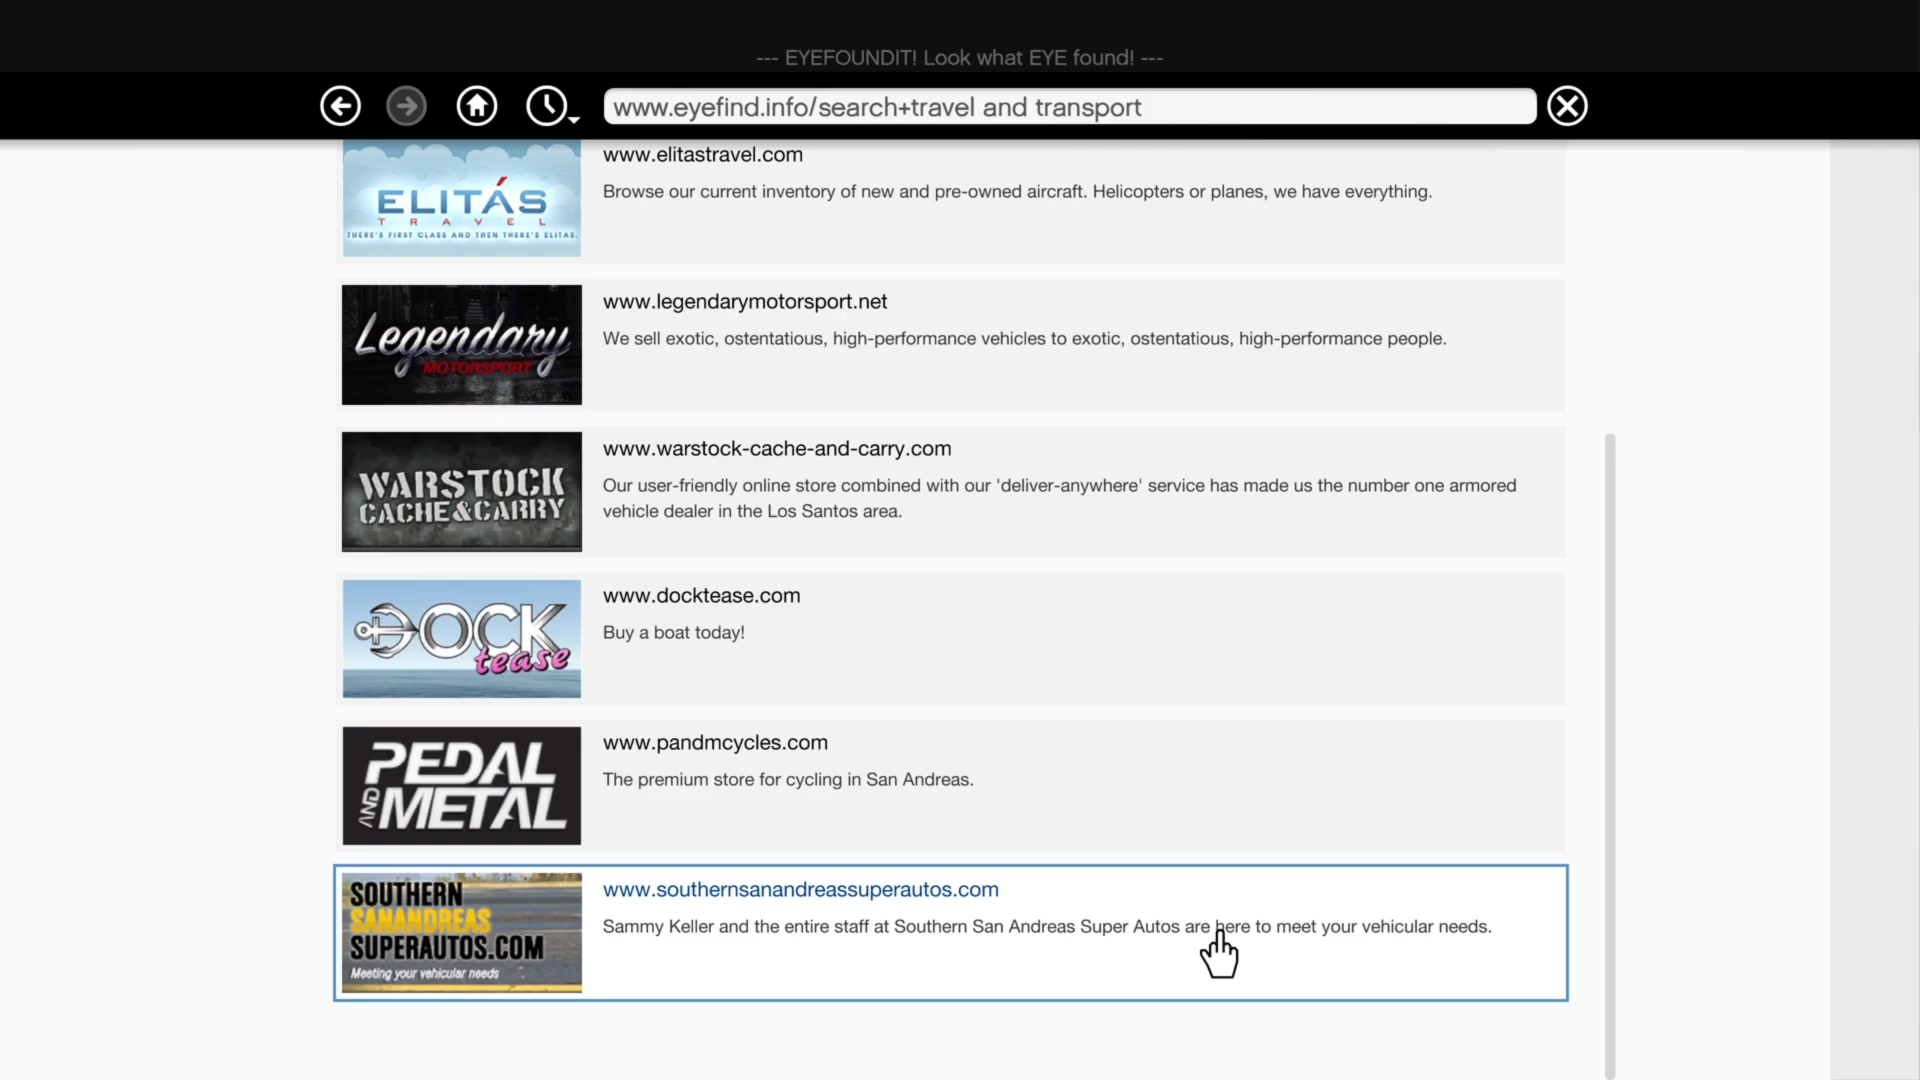 --- EYEFOUNDIT! Look what EYE found! ---
www.eyefind.info/search+travel and transport
ELITÁS
TRAVEL
THERE'S FIRST CLASS AND THEN THERE'S ELITAS.
www.elitastravel.com
Browse our current inventory of new and pre-owned aircraft. Helicopters or planes, we have everything.
Legendary
MOTORSPORT
www.legendarymotorsport.net
We sell exotic, ostentatious, high-performance vehicles to exotic, ostentatious, high-performance people.
WARSTOCK
CACHE&CARRY
www.warstock-cache-and-carry.com
Our user-friendly online store combined with our 'deliver-anywhere' service has made us the number one armored
vehicle dealer in the Los Santos area.
DOCK
tease
www.docktease.com
Buy a boat today!
PEDAL
AND METAL
www.pandmcycles.com
The premium store for cycling in San Andreas.
SOUTHERN
SANANDREAS
SUPERAUTOS.COM
Meeting your vehicular needs
www.southernsanandreassuperautos.com
Sammy Keller and the entire staff at Southern San Andreas Super Autos are here to meet your vehicular needs.